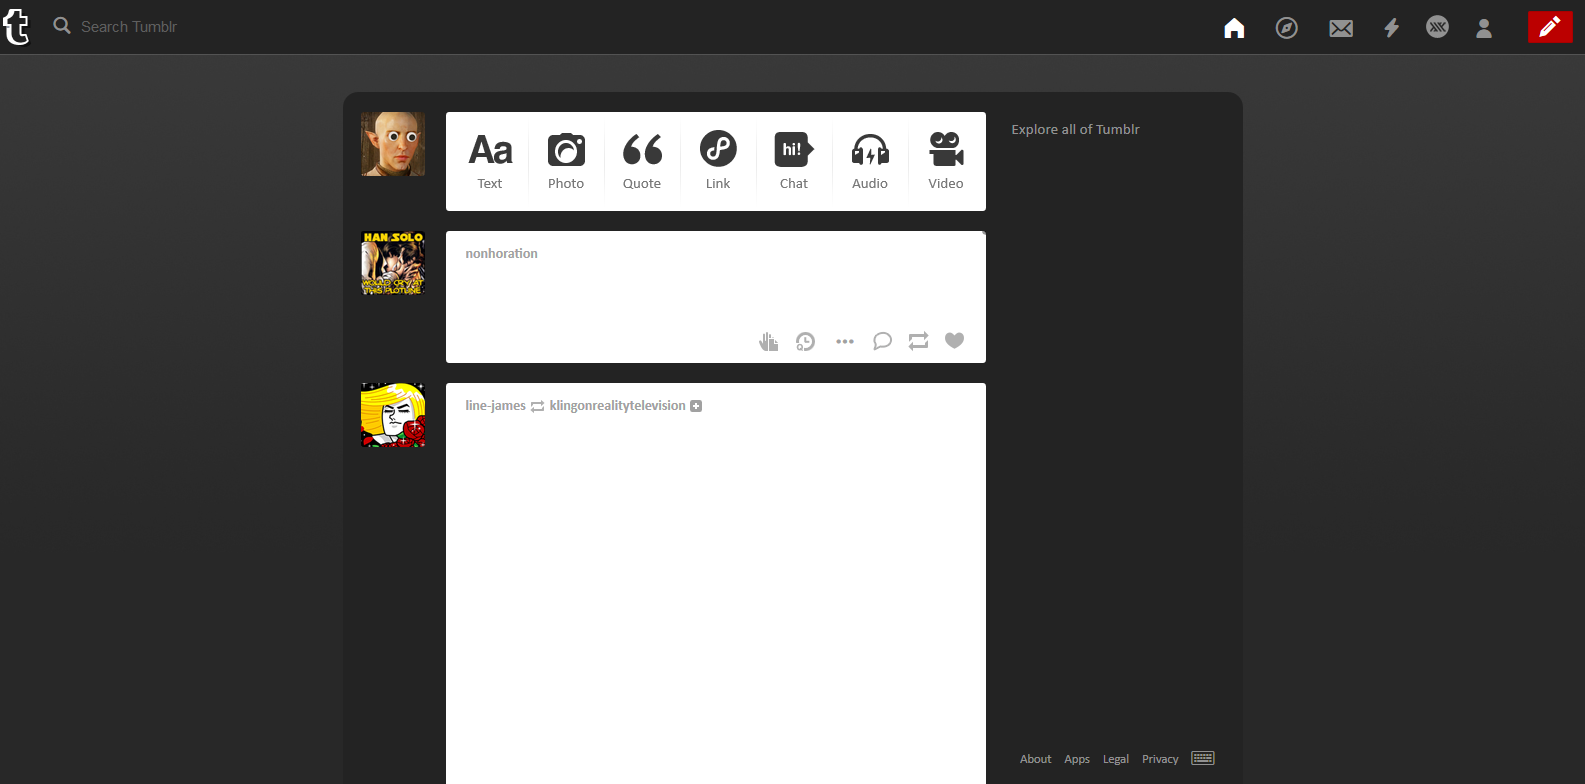 t
Search Tumblr
Explore all of Tumblr
Aa
hi!
Text
Photo
Quote
Link
Chat
Audio
Video
HAN SOLO
WOULD CRY AT
THIS PLOTLINE
nonhoration
line-james klingonrealitytelevision
About Apps Legal Privacy